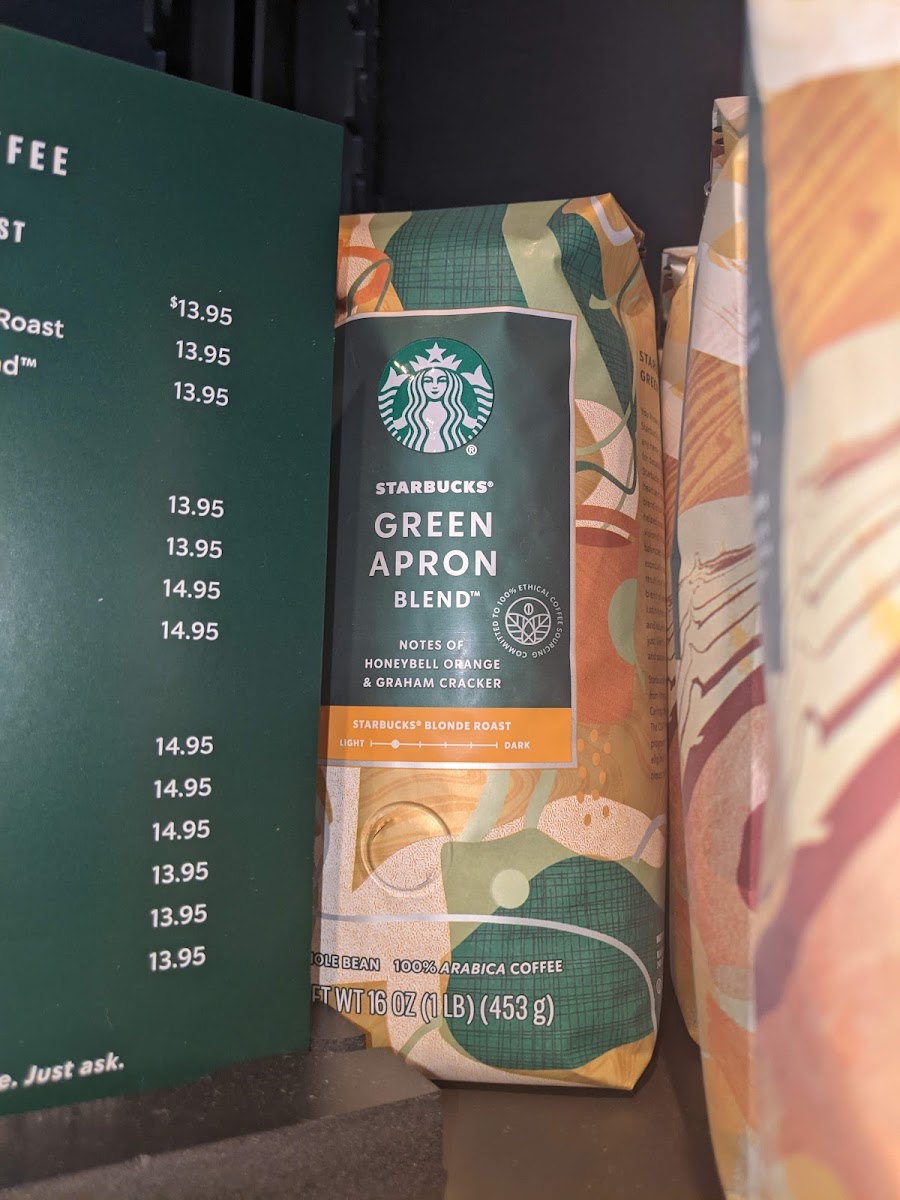 FFEE
ST
$13.95
Roast 13.95
d™ 13.95
13.95
13.95
14.95
14.95
14.95
14.95
14.95
13.95
13.95
13.95
e. Just ask.
STARBUCKS®
GREEN
APRON
BLEND™
COMMITTED TO 100% ETHICAL COFFEE SOURCING
NOTES OF
HONEYBELL ORANGE
& GRAHAM CRACKER
STARBUCKS® BLONDE ROAST
LIGHT DARK
OLE BEAN 100% ARABICA COFFEE
ET WT 16 OZ (1 LB) (453 g)
STAR
GREE